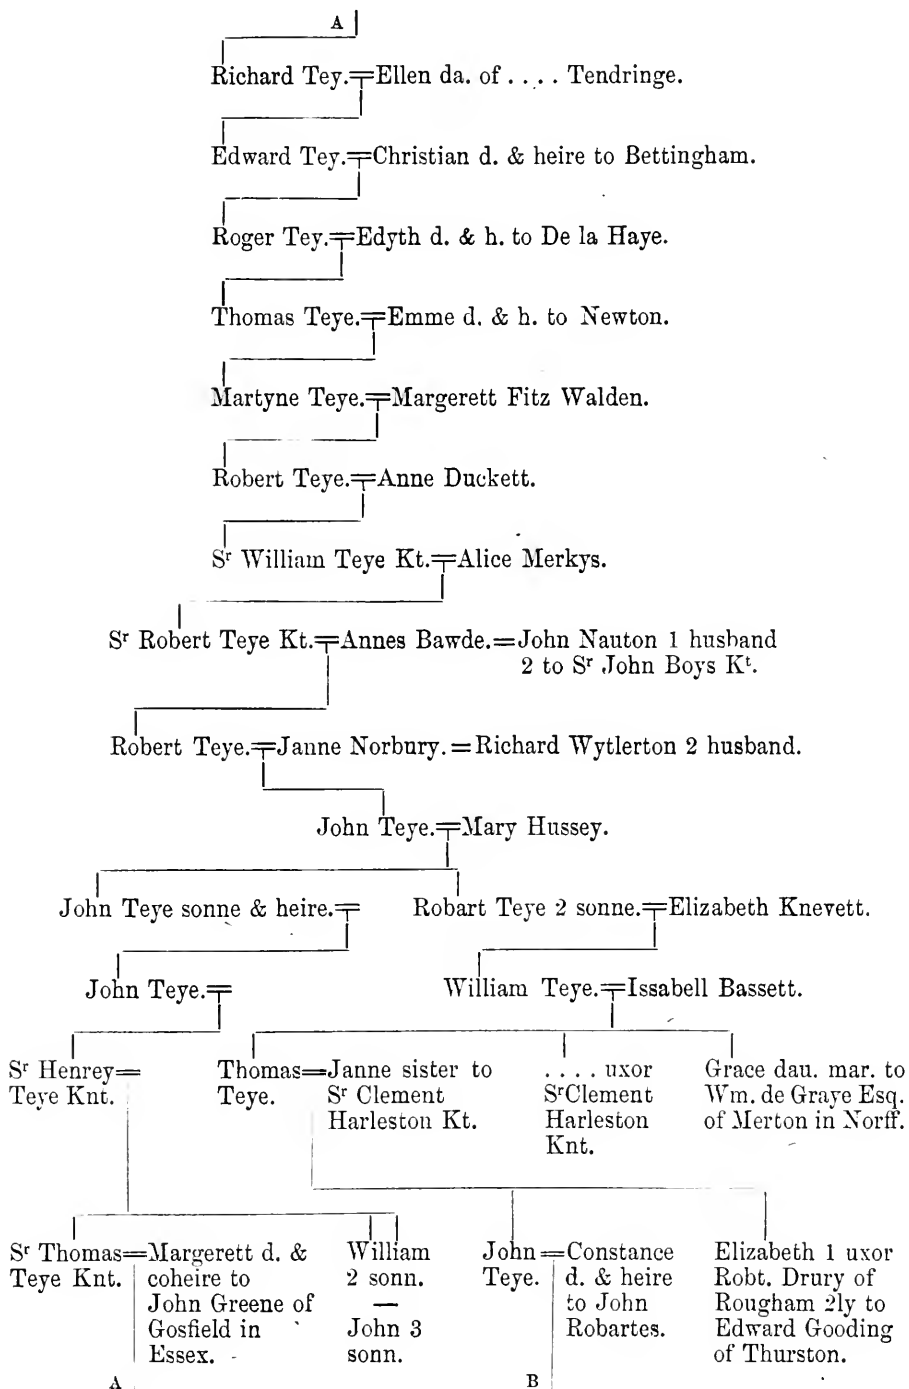 A
Richard Tey.=Ellen da. of . . . . Tendringe.
Edward Tey.=Christian d. & heire to Bettingham.
Roger Tey.=Edyth d. & h. to De la Haye.
Thomas Teye.=Emme d. & h. to Newton.
Martyne Teye.=Margerett Fitz Walden.
Robert Teye.=Anne Duckett.
Sr William Teye Kt.=Alice Merkys.
Sr Robert Teye Kt.=Annes Bawde.=John Nauton 1 husband
2 to Sr John Boys Kt.
Robert Teye.=Janne Norbury.=Richard Wytlerton 2 husband.
John Teye.=Mary Hussey.
John Teye sonne & heire.=
Robart Teye 2 sonne.=Elizabeth Knevett.
John Teye.=
William Teye.=Issabell Bassett.
Sr Henrey=
Teye Knt.
Thomas=Janne sister to
Teye. Sr Clement
Harleston Kt.
. . . . uxor
Sr Clement
Harleston
Knt.
Grace dau. mar. to
Wm. de Graye Esq.
of Merton in Norff.
Sr Thomas=Margerett d. &
Teye Knt. coheire to
John Greene of
Gosfield in
Essex.
William
2 sonn.
—
John 3
sonn.
John=Constance
Teye. d. & heire
to John
Robartes.
Elizabeth 1 uxor
Robt. Drury of
Rougham 2ly to
Edward Gooding
of Thurston.
A
B